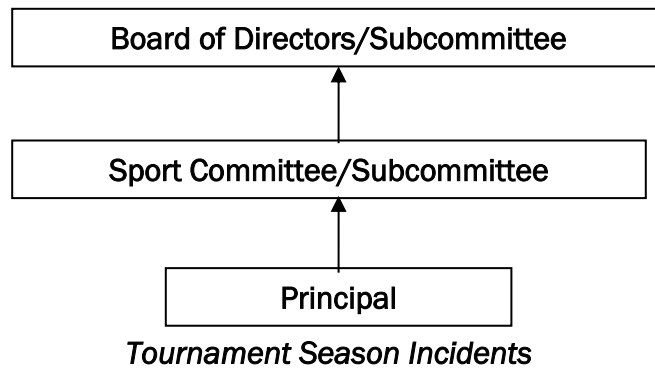 Board of Directors/Subcommittee
Sport Committee/Subcommittee
Principal
Tournament Season Incidents